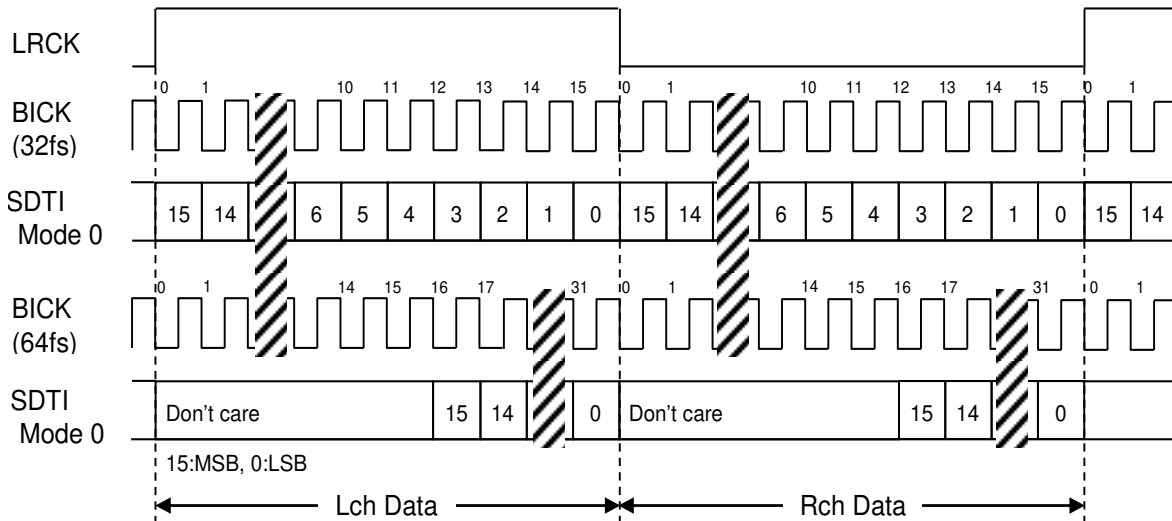 LRCK
0 1 10 11 12 13 14 15 0 1 10 11 12 13 14 15 0 1
BICK
(32fs)
SDTI
Mode 0
15 14 6 5 4 3 2 1 0 15 14 6 5 4 3 2 1 0 15 14
0 1 14 15 16 17 31 0 1 14 15 16 17 31 0 1
BICK
(64fs)
SDTI
Mode 0
Don't care 15 14 0 Don't care 15 14 0
15:MSB, 0:LSB
Lch Data Rch Data